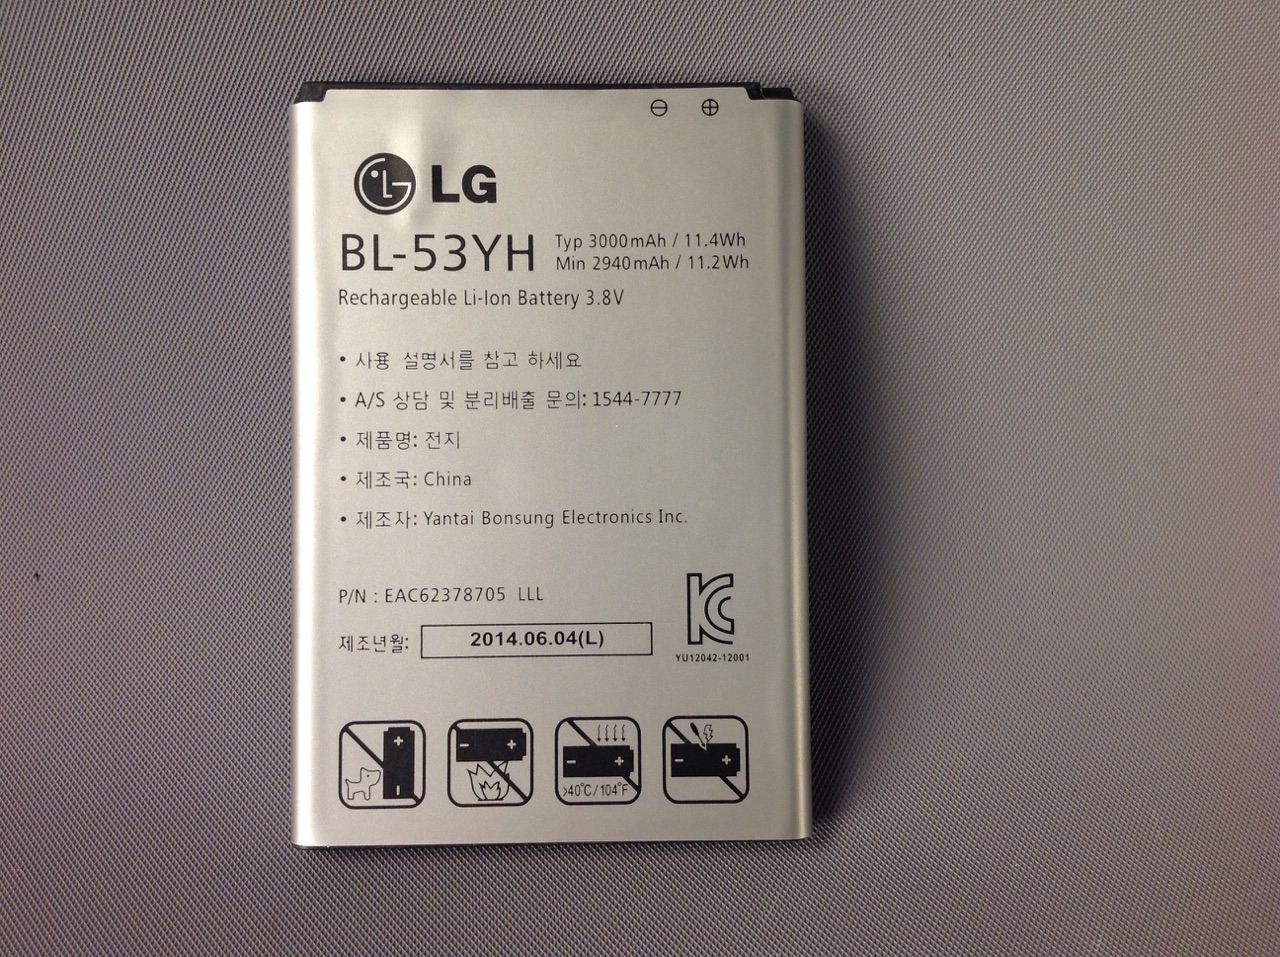 LG
BL-53YH
Typ 3000mAh / 11.4Wh
Min 2940mAh / 11.2Wh
Rechargeable Li-Ion Battery 3.8V
• 사용 설명서를 참고 하세요
• A/S 상담 및 분리배출 문의: 1544-7777
• 제품명: 전지
• 제조국: China
• 제조자: Yantai Bonsung Electronics Inc.
P/N : EAC62378705 LLL
제조년월: 2014.06.04(L)
YU12042-12001
>40°C/104°F